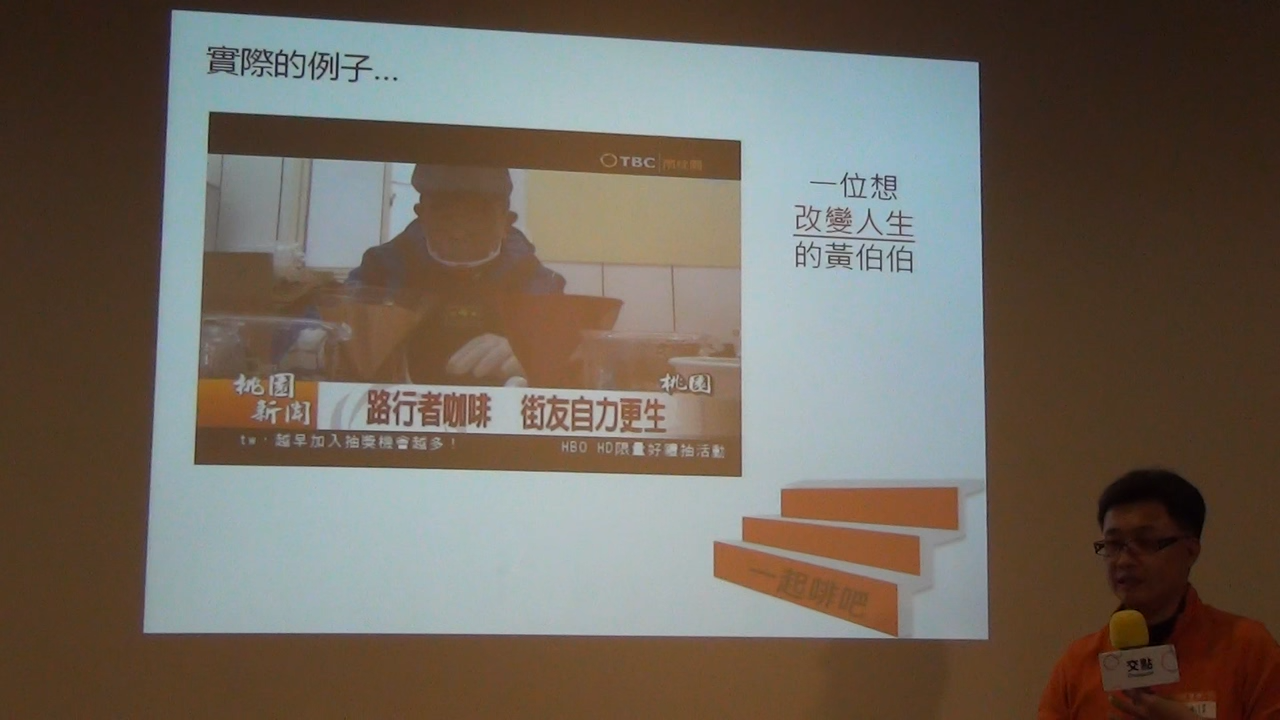 實際的例子...
TBC
一位想
改變人生
的黃伯伯
桃園
新聞
桃園
路行者咖啡 街友自力更生
tw，越早加入抽獎機會越多！
HBO HD限量好禮抽活動
一起啡吧
交點